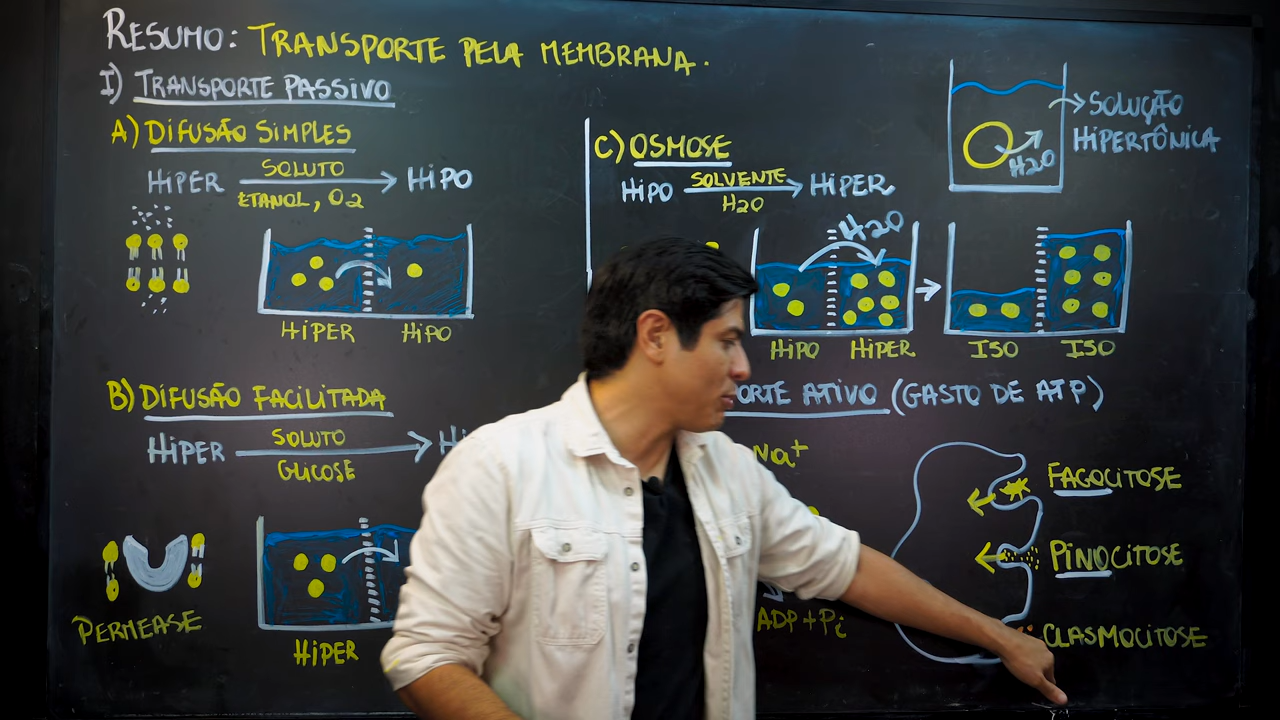 RESUMO: TRANSPORTE PELA MEMBRANA.
I) TRANSPORTE PASSIVO
A) DIFUSÃO SIMPLES
HIPER SOLUTO HIPO
ETANOL, O2
HIPER HIPO
B) DIFUSÃO FACILITADA
HIPER SOLUTO
GLICOSE
PERMEASE
HIPER
C) OSMOSE
HIPO SOLVENTE HIPER
H2O
H2O
HIPO HIPER ISO ISO
SOLUÇÃO
HIPERTÔNICA
H2O
ORTE ATIVO (GASTO DE ATP)
Na+
ADP + Pi
FAGOCITOSE
PINOCITOSE
CLASMOCITOSE